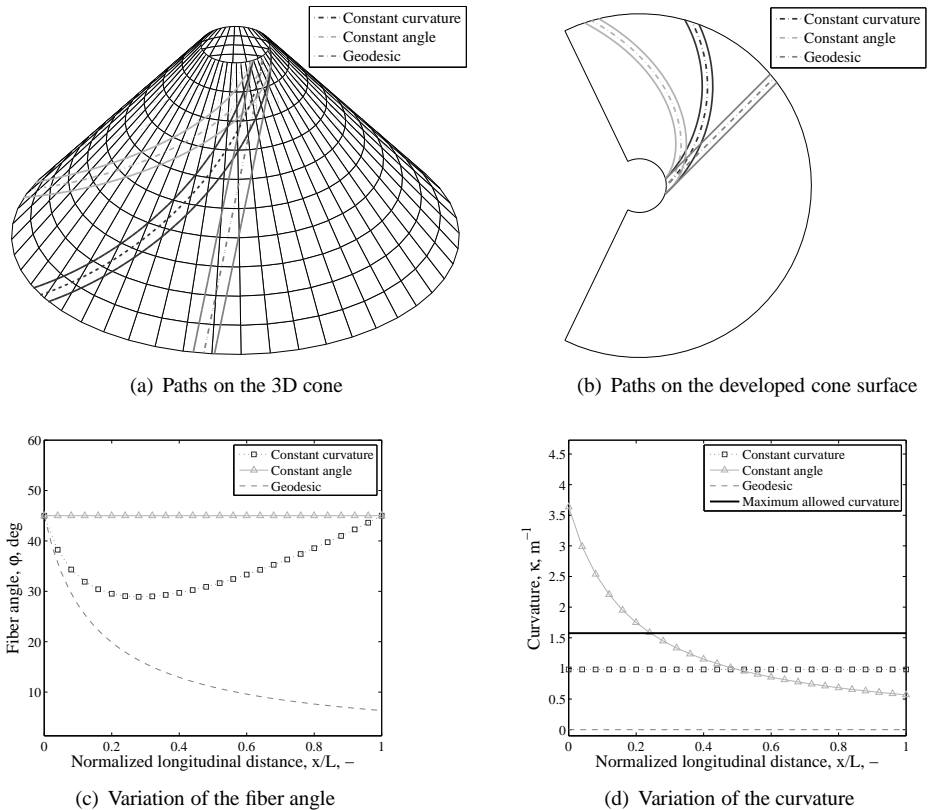 Constant curvature
Constant angle
Geodesic
Constant curvature
Constant angle
Geodesic
(a) Paths on the 3D cone
(b) Paths on the developed cone surface
60
50
40
30
20
10
0 0.2 0.4 0.6 0.8 1
Fiber angle, φ, deg
Normalized longitudinal distance, x/L, −
Constant curvature
Constant angle
Geodesic
4.5
4
3.5
3
2.5
2
1.5
1
0.5
0
0 0.2 0.4 0.6 0.8 1
Curvature, κ, m⁻¹
Normalized longitudinal distance, x/L, −
Constant curvature
Constant angle
Geodesic
Maximum allowed curvature
(c) Variation of the fiber angle
(d) Variation of the curvature